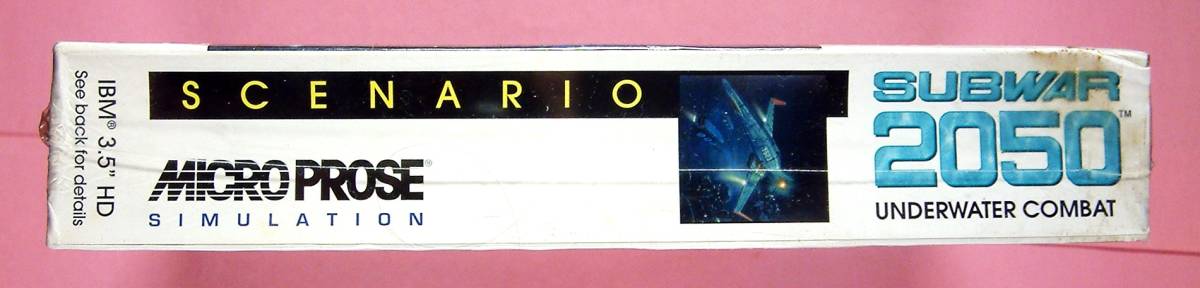 IBM® 3.5" HD
See back for details
SCENARIO
MICROPROSE®
SIMULATION
SUBWAR
2050™
UNDERWATER COMBAT